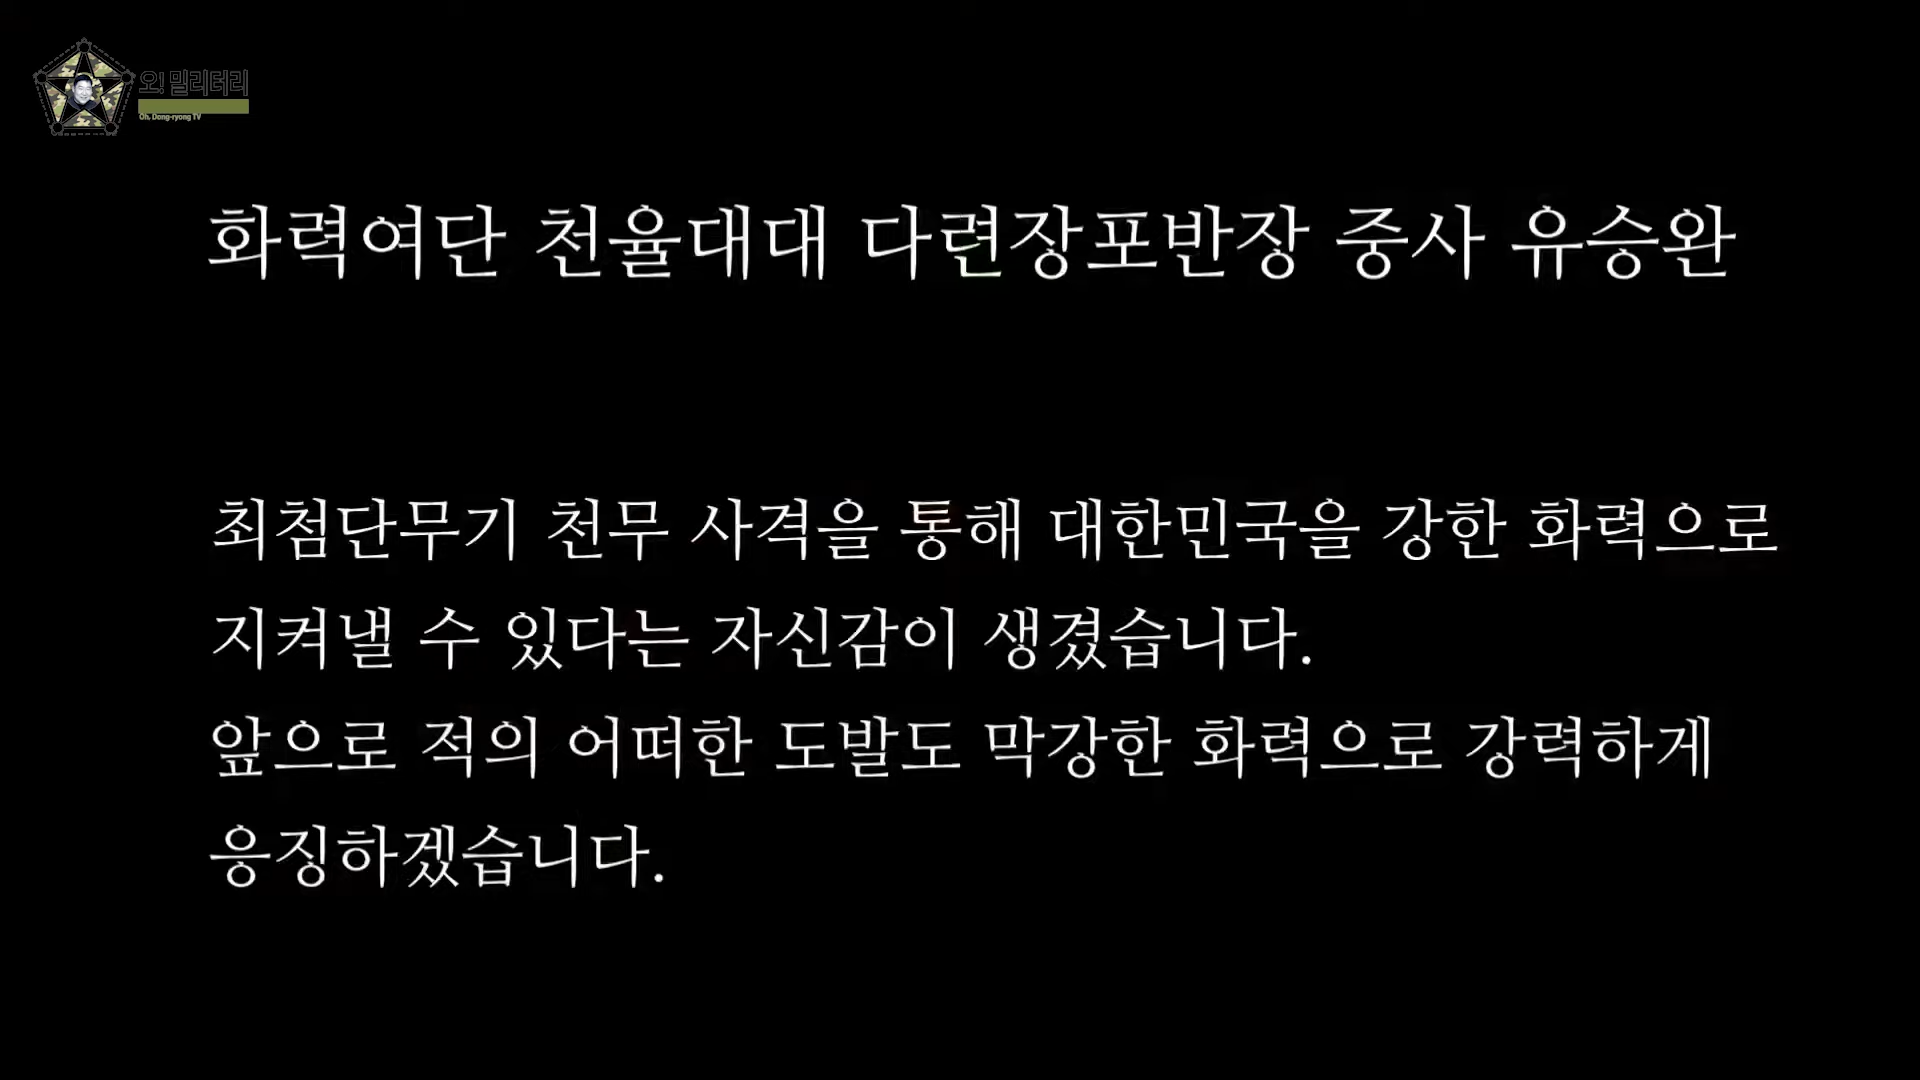 오! 밀리터리
Oh, Dong-ryong TV
화력여단 천율대대 다련장포반장 중사 유승완
최첨단무기 천무 사격을 통해 대한민국을 강한 화력으로
지켜낼 수 있다는 자신감이 생겼습니다.
앞으로 적의 어떠한 도발도 막강한 화력으로 강력하게
응징하겠습니다.